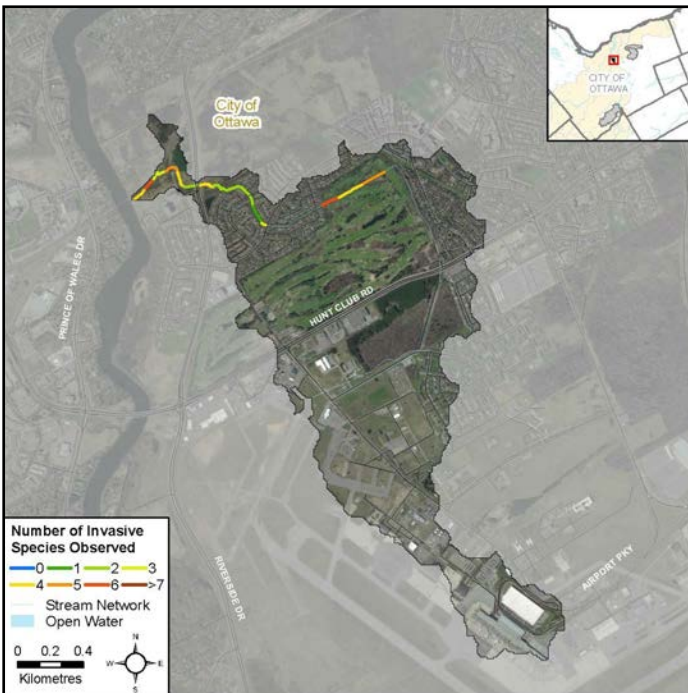 City of
Ottawa
CITY OF
OTTAWA
PRINCE OF WALES DR
HUNT CLUB RD
RIVERSIDE DR
AIRPORT PKY
Number of Invasive
Species Observed
0 1 2 3
4 5 6 >7
Stream Network
Open Water
0 0.2 0.4
Kilometres
N
W E
S